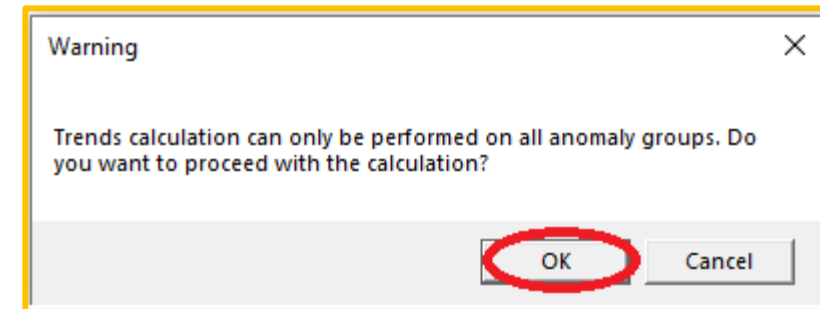 Warning
Trends calculation can only be performed on all anomaly groups. Do
you want to proceed with the calculation?
OK Cancel